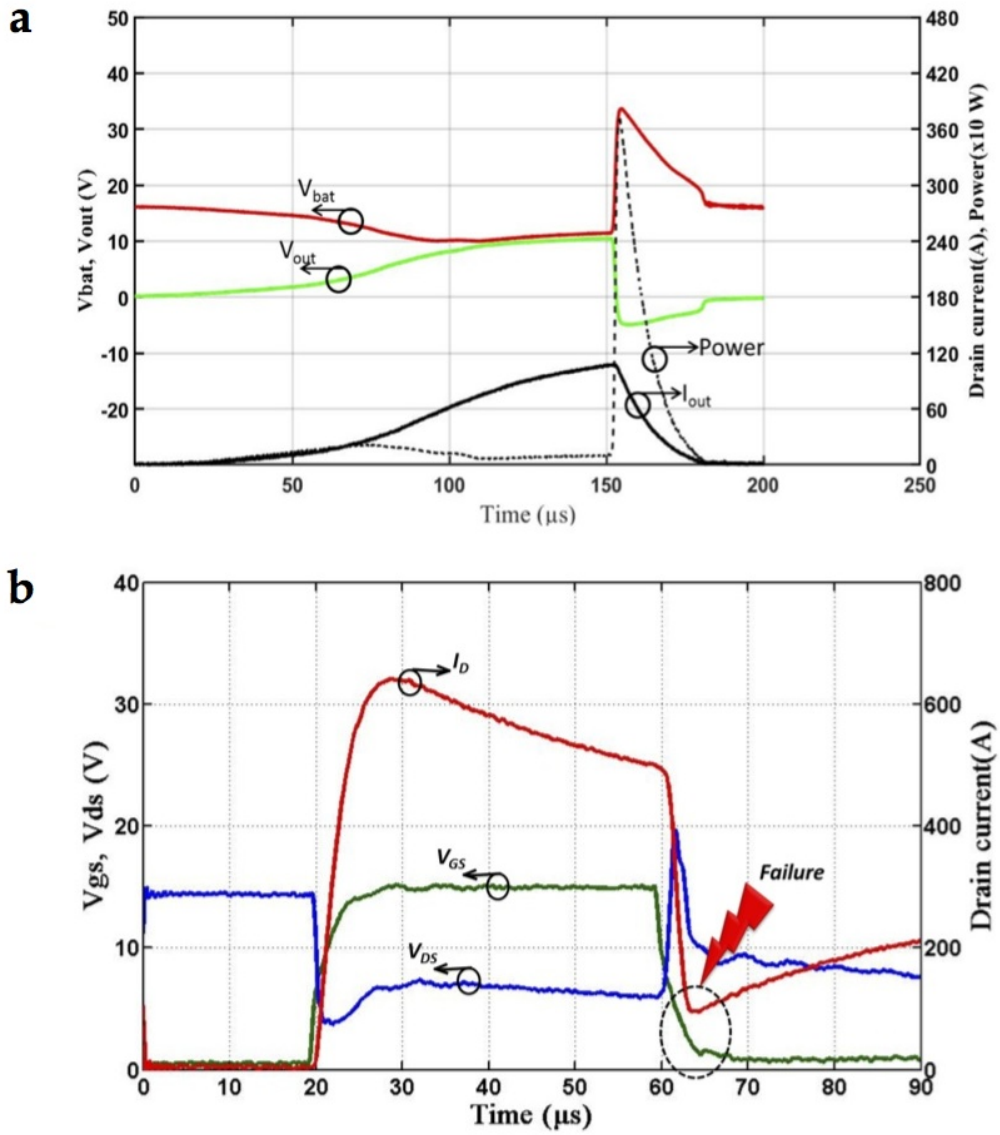 a
50
40
30
20
10
0
-10
-20
Vbat, Vout (V)
480
420
360
300
240
180
120
60
0
Drain current(A), Power(x10 W)
Vbat
Vout
Power
Iout
0 50 100 150 200 250
Time (µs)
b
40
30
20
10
0
Vgs, Vds (V)
800
600
400
200
0
Drain current(A)
ID
VGS
VDS
Failure
0 10 20 30 40 50 60 70 80 90
Time (µs)